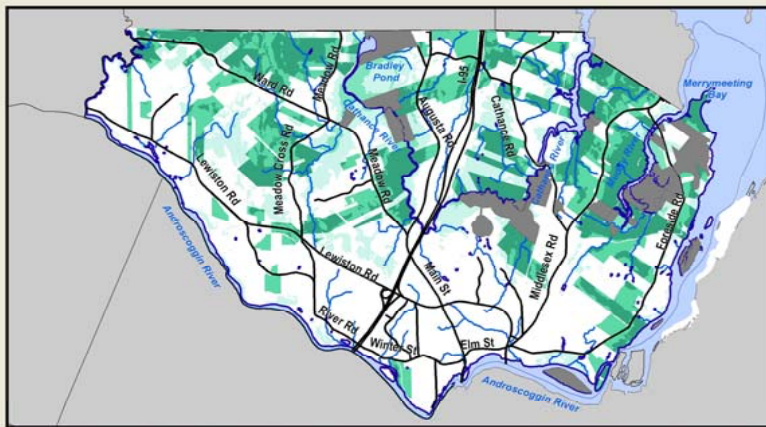 Bradley
Pond
Ward Rd
Meadow Rd
Cathance River
Augusta Rd
I-95
Cathance Rd
Merrymeeting
Bay
Cathance River
Muddy River
Meadow Cross Rd
Meadow Rd
Lewiston Rd
Foreside Rd
Androscoggin River
Lewiston Rd
Main St
Middlesex Rd
River Rd
Winter St
Elm St
Androscoggin River